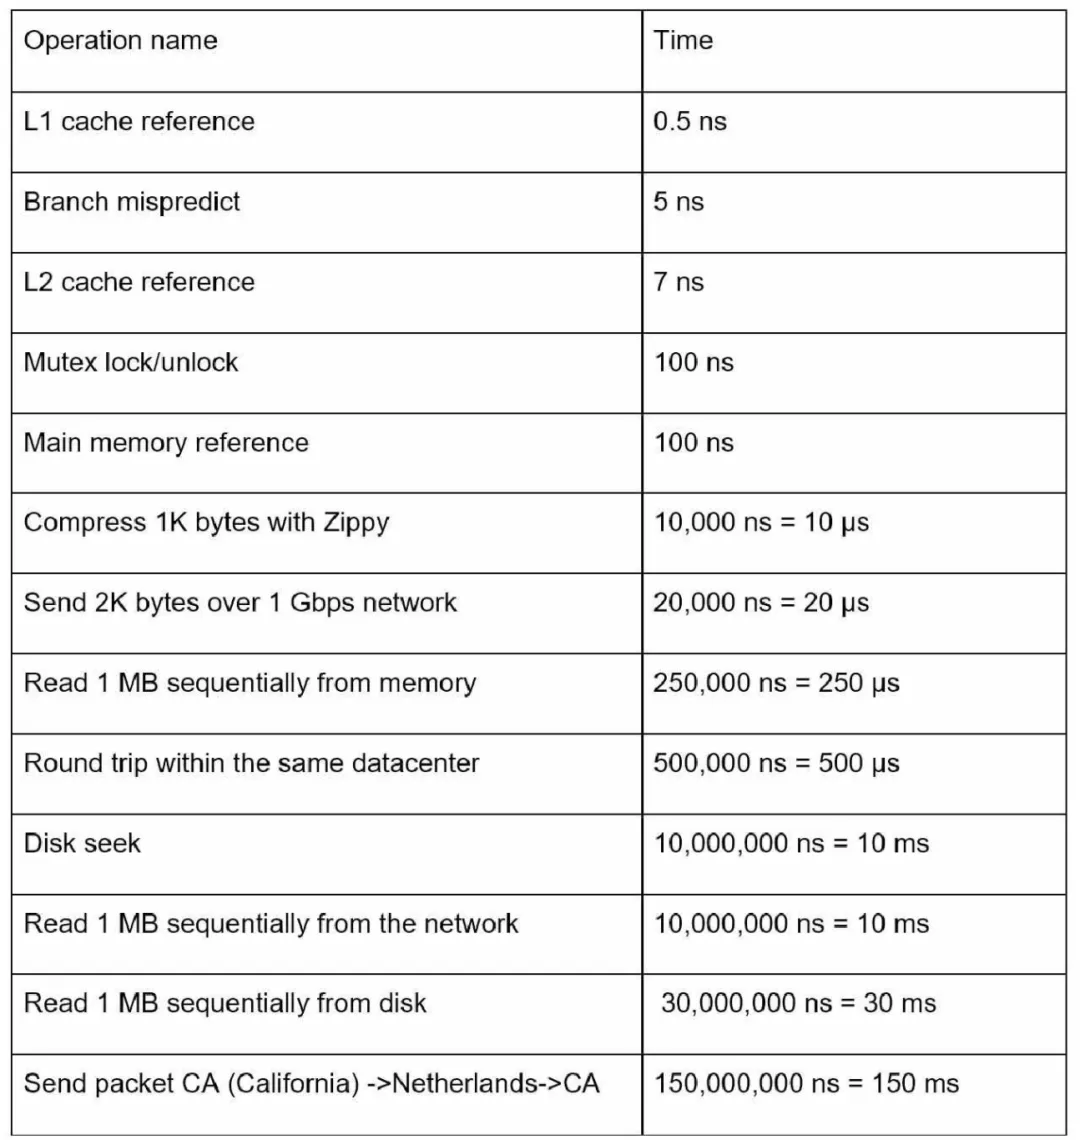 Operation name Time
L1 cache reference 0.5 ns
Branch mispredict 5 ns
L2 cache reference 7 ns
Mutex lock/unlock 100 ns
Main memory reference 100 ns
Compress 1K bytes with Zippy 10,000 ns = 10 µs
Send 2K bytes over 1 Gbps network 20,000 ns = 20 µs
Read 1 MB sequentially from memory 250,000 ns = 250 µs
Round trip within the same datacenter 500,000 ns = 500 µs
Disk seek 10,000,000 ns = 10 ms
Read 1 MB sequentially from the network 10,000,000 ns = 10 ms
Read 1 MB sequentially from disk 30,000,000 ns = 30 ms
Send packet CA (California) ->Netherlands->CA 150,000,000 ns = 150 ms